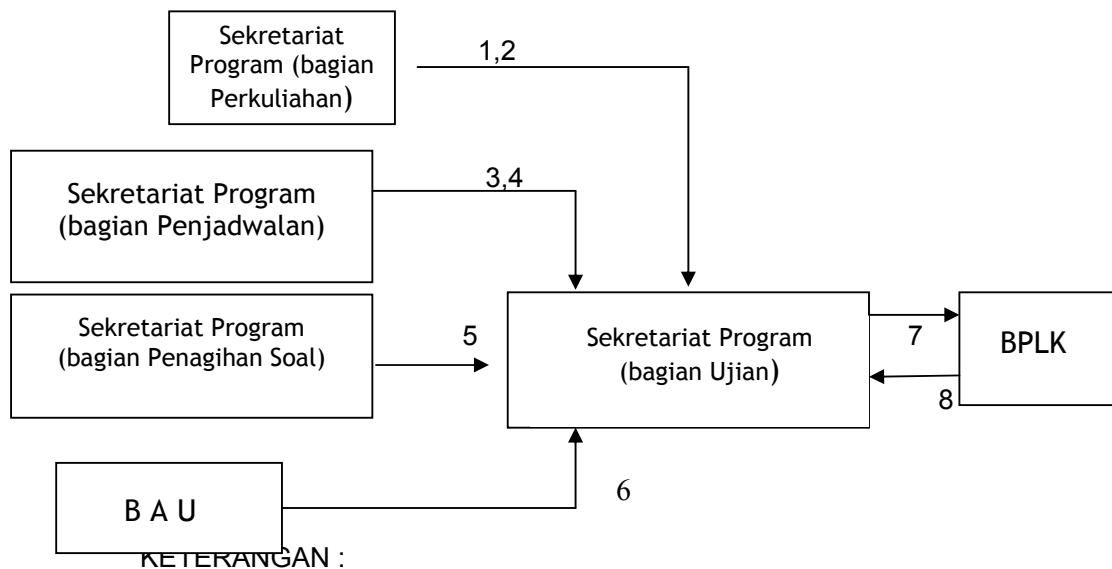 Sekretariat
Program (bagian
Perkuliahan)
1,2
Sekretariat Program
(bagian Penjadwalan)
3,4
Sekretariat Program
(bagian Penagihan Soal)
5
Sekretariat Program
(bagian Ujian)
7
BPLK
8
B A U
6
KETERANGAN :